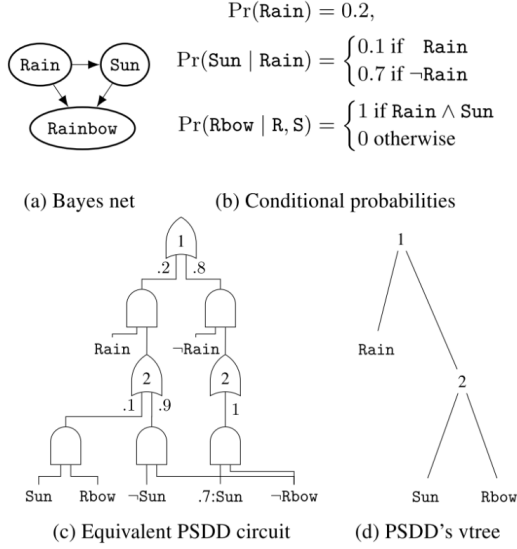 Pr(Rain) = 0.2,
Rain
Sun
Rainbow
Pr(Sun | Rain) = {0.1 if Rain
0.7 if ¬Rain
Pr(Rbow | R, S) = {1 if Rain ∧ Sun
0 otherwise
(a) Bayes net
(b) Conditional probabilities
1
.2 .8
Rain ¬Rain
2 2
.1 .9 1
Sun Rbow ¬Sun .7:Sun ¬Rbow
(c) Equivalent PSDD circuit
1
Rain
2
Sun Rbow
(d) PSDD's vtree